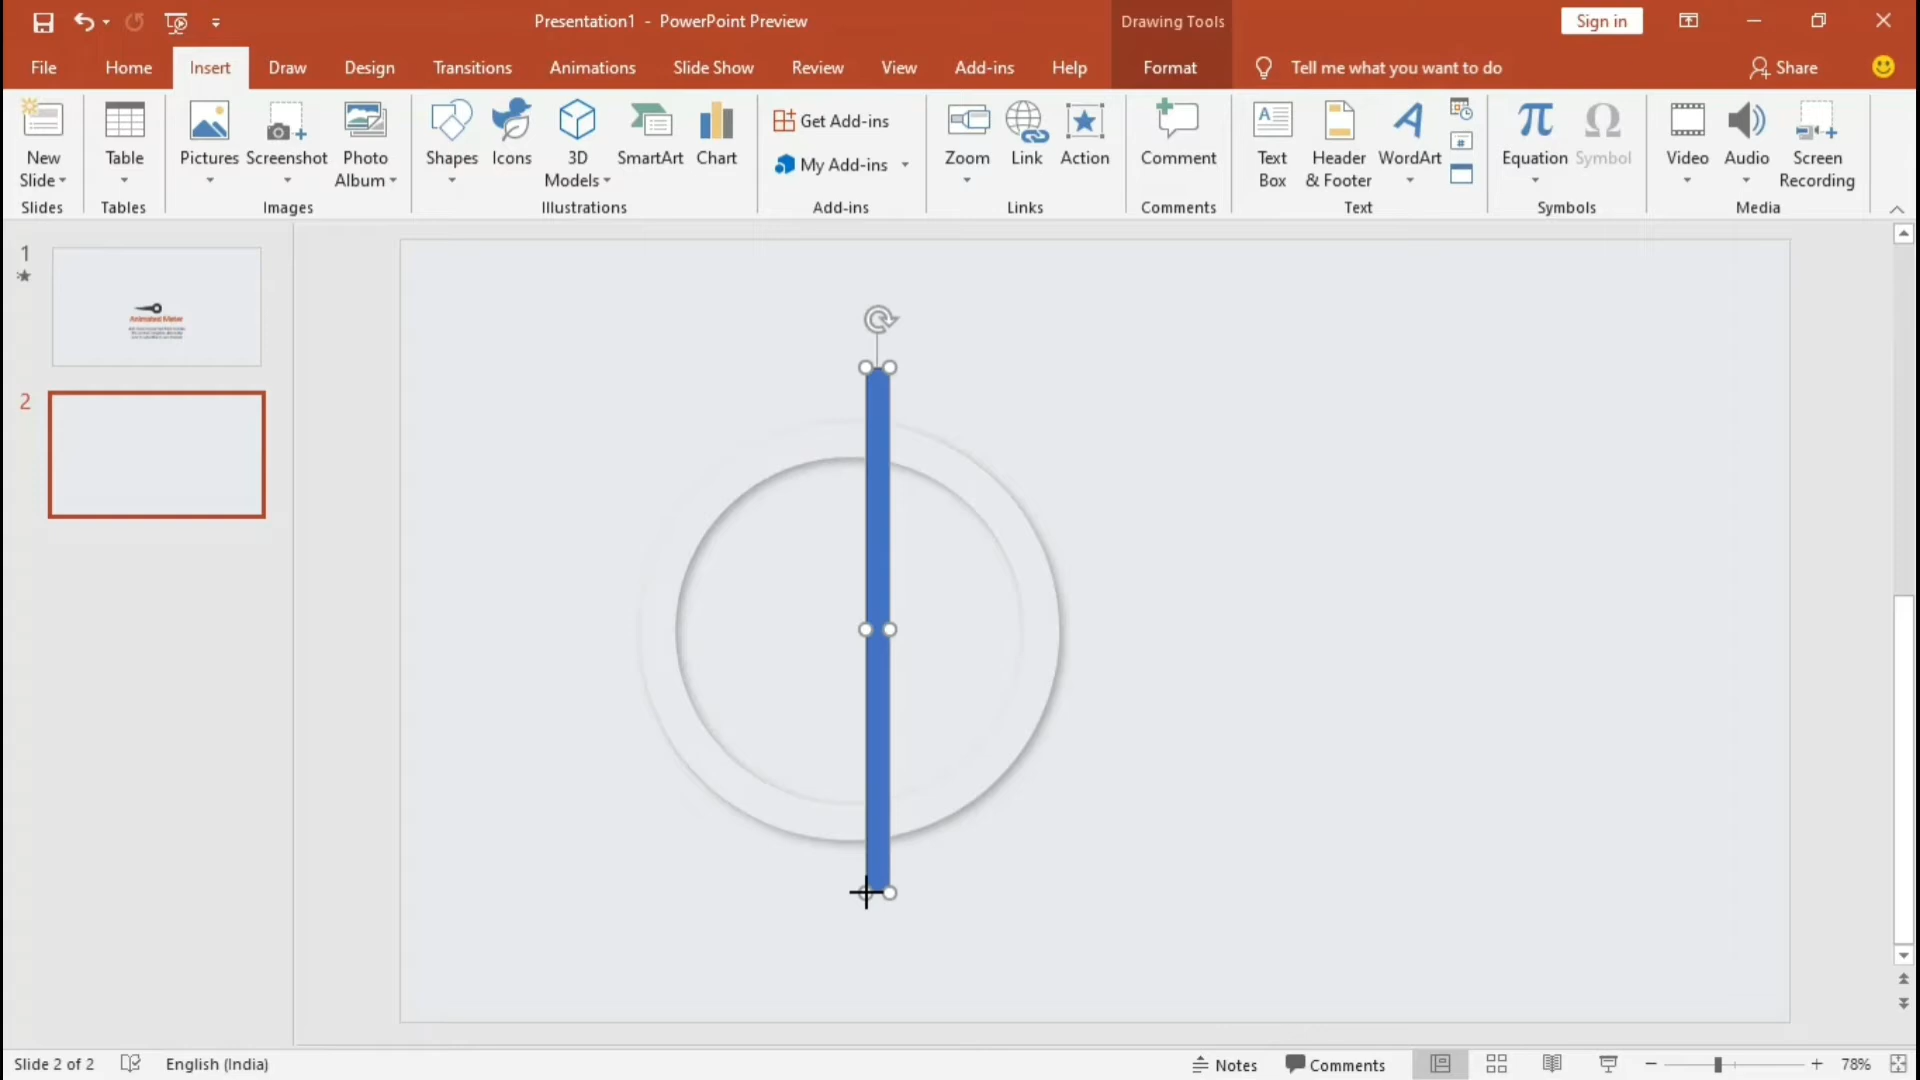 Presentation1 - PowerPoint Preview
Drawing Tools
Sign in
File Home Insert Draw Design Transitions Animations Slide Show Review View Add-ins Help Format Tell me what you want to do Share
New Slide
Table
Pictures
Screenshot
Photo Album
Shapes
Icons
3D Models
SmartArt
Chart
Get Add-ins
My Add-ins
Zoom
Link
Action
Comment
Text Box
Header & Footer
WordArt
Equation
Symbol
Video
Audio
Screen Recording
Slides Tables Images Illustrations Add-ins Links Comments Text Symbols Media
1
Animated Meter
2
Slide 2 of 2 English (India) Notes Comments 78%